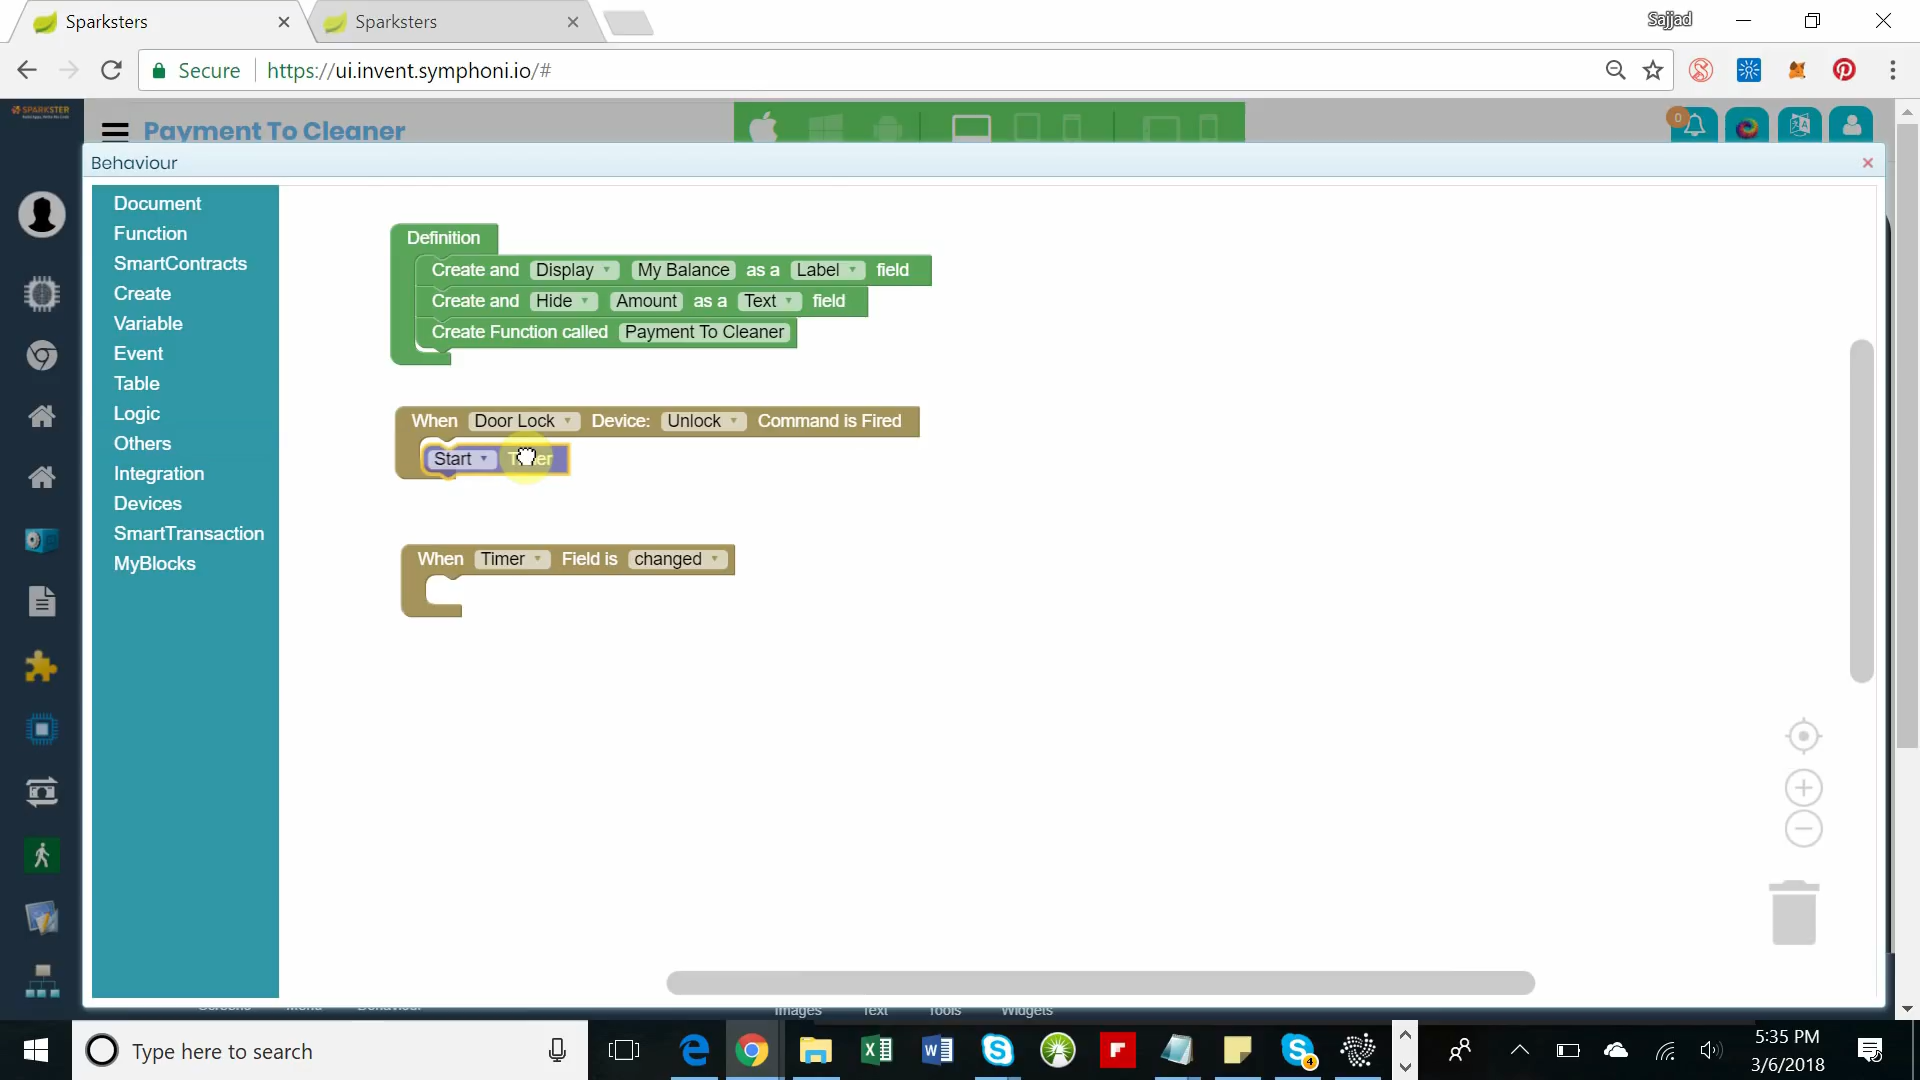 Sparksters
Sparksters
Sajjad
Secure
https://ui.invent.symphoni.io/#
SPARKSTER
Payment To Cleaner
0
Behaviour
Document
Function
SmartContracts
Create
Variable
Event
Table
Logic
Others
Integration
Devices
SmartTransaction
MyBlocks
Definition
Create and Display My Balance as a Label field
Create and Hide Amount as a Text field
Create Function called Payment To Cleaner
When Door Lock Device: Unlock Command is Fired
Start Timer
When Timer Field is changed
Images Text Tools Widgets
Type here to search
4
5:35 PM
3/6/2018